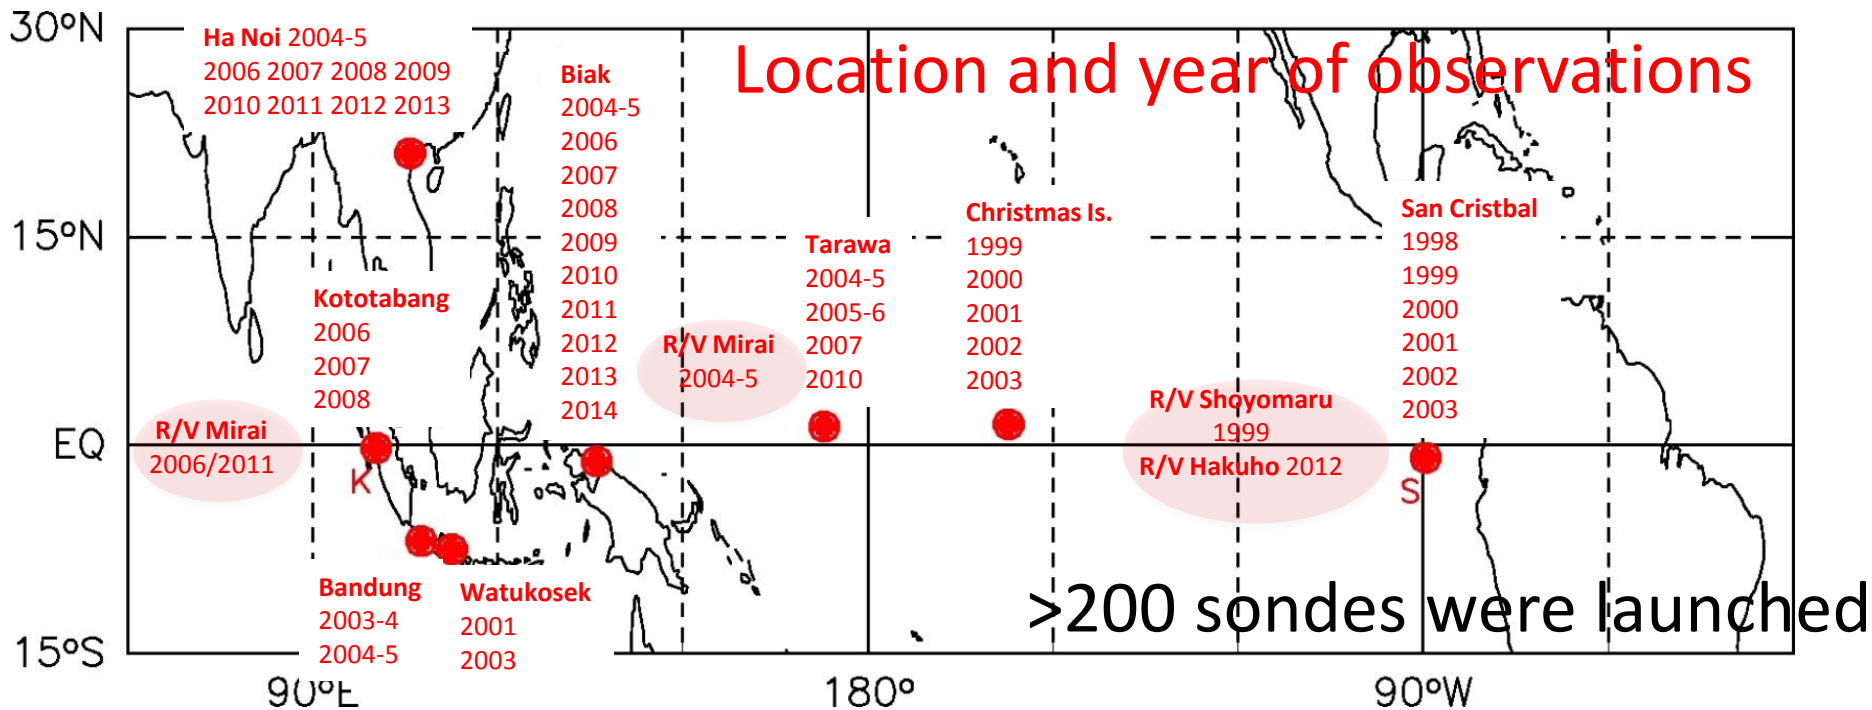 30°N
Ha Noi 2004-5
2006 2007 2008 2009
2010 2011 2012 2013
Biak
2004-5
2006
2007
2008
2009
2010
2011
2012
2013
2014
Location and year of observations
15°N
Kototabang
2006
2007
2008
R/V Mirai
2004-5
Tarawa
2004-5
2005-6
2007
2010
Christmas Is.
1999
2000
2001
2002
2003
San Cristbal
1998
1999
2000
2001
2002
2003
EQ
R/V Mirai
2006/2011
K
R/V Shoyomaru
1999
R/V Hakuho 2012
S
Bandung
2003-4
2004-5
Watukosek
2001
2003
>200 sondes were launched
15°S
90°E
180°
90°W